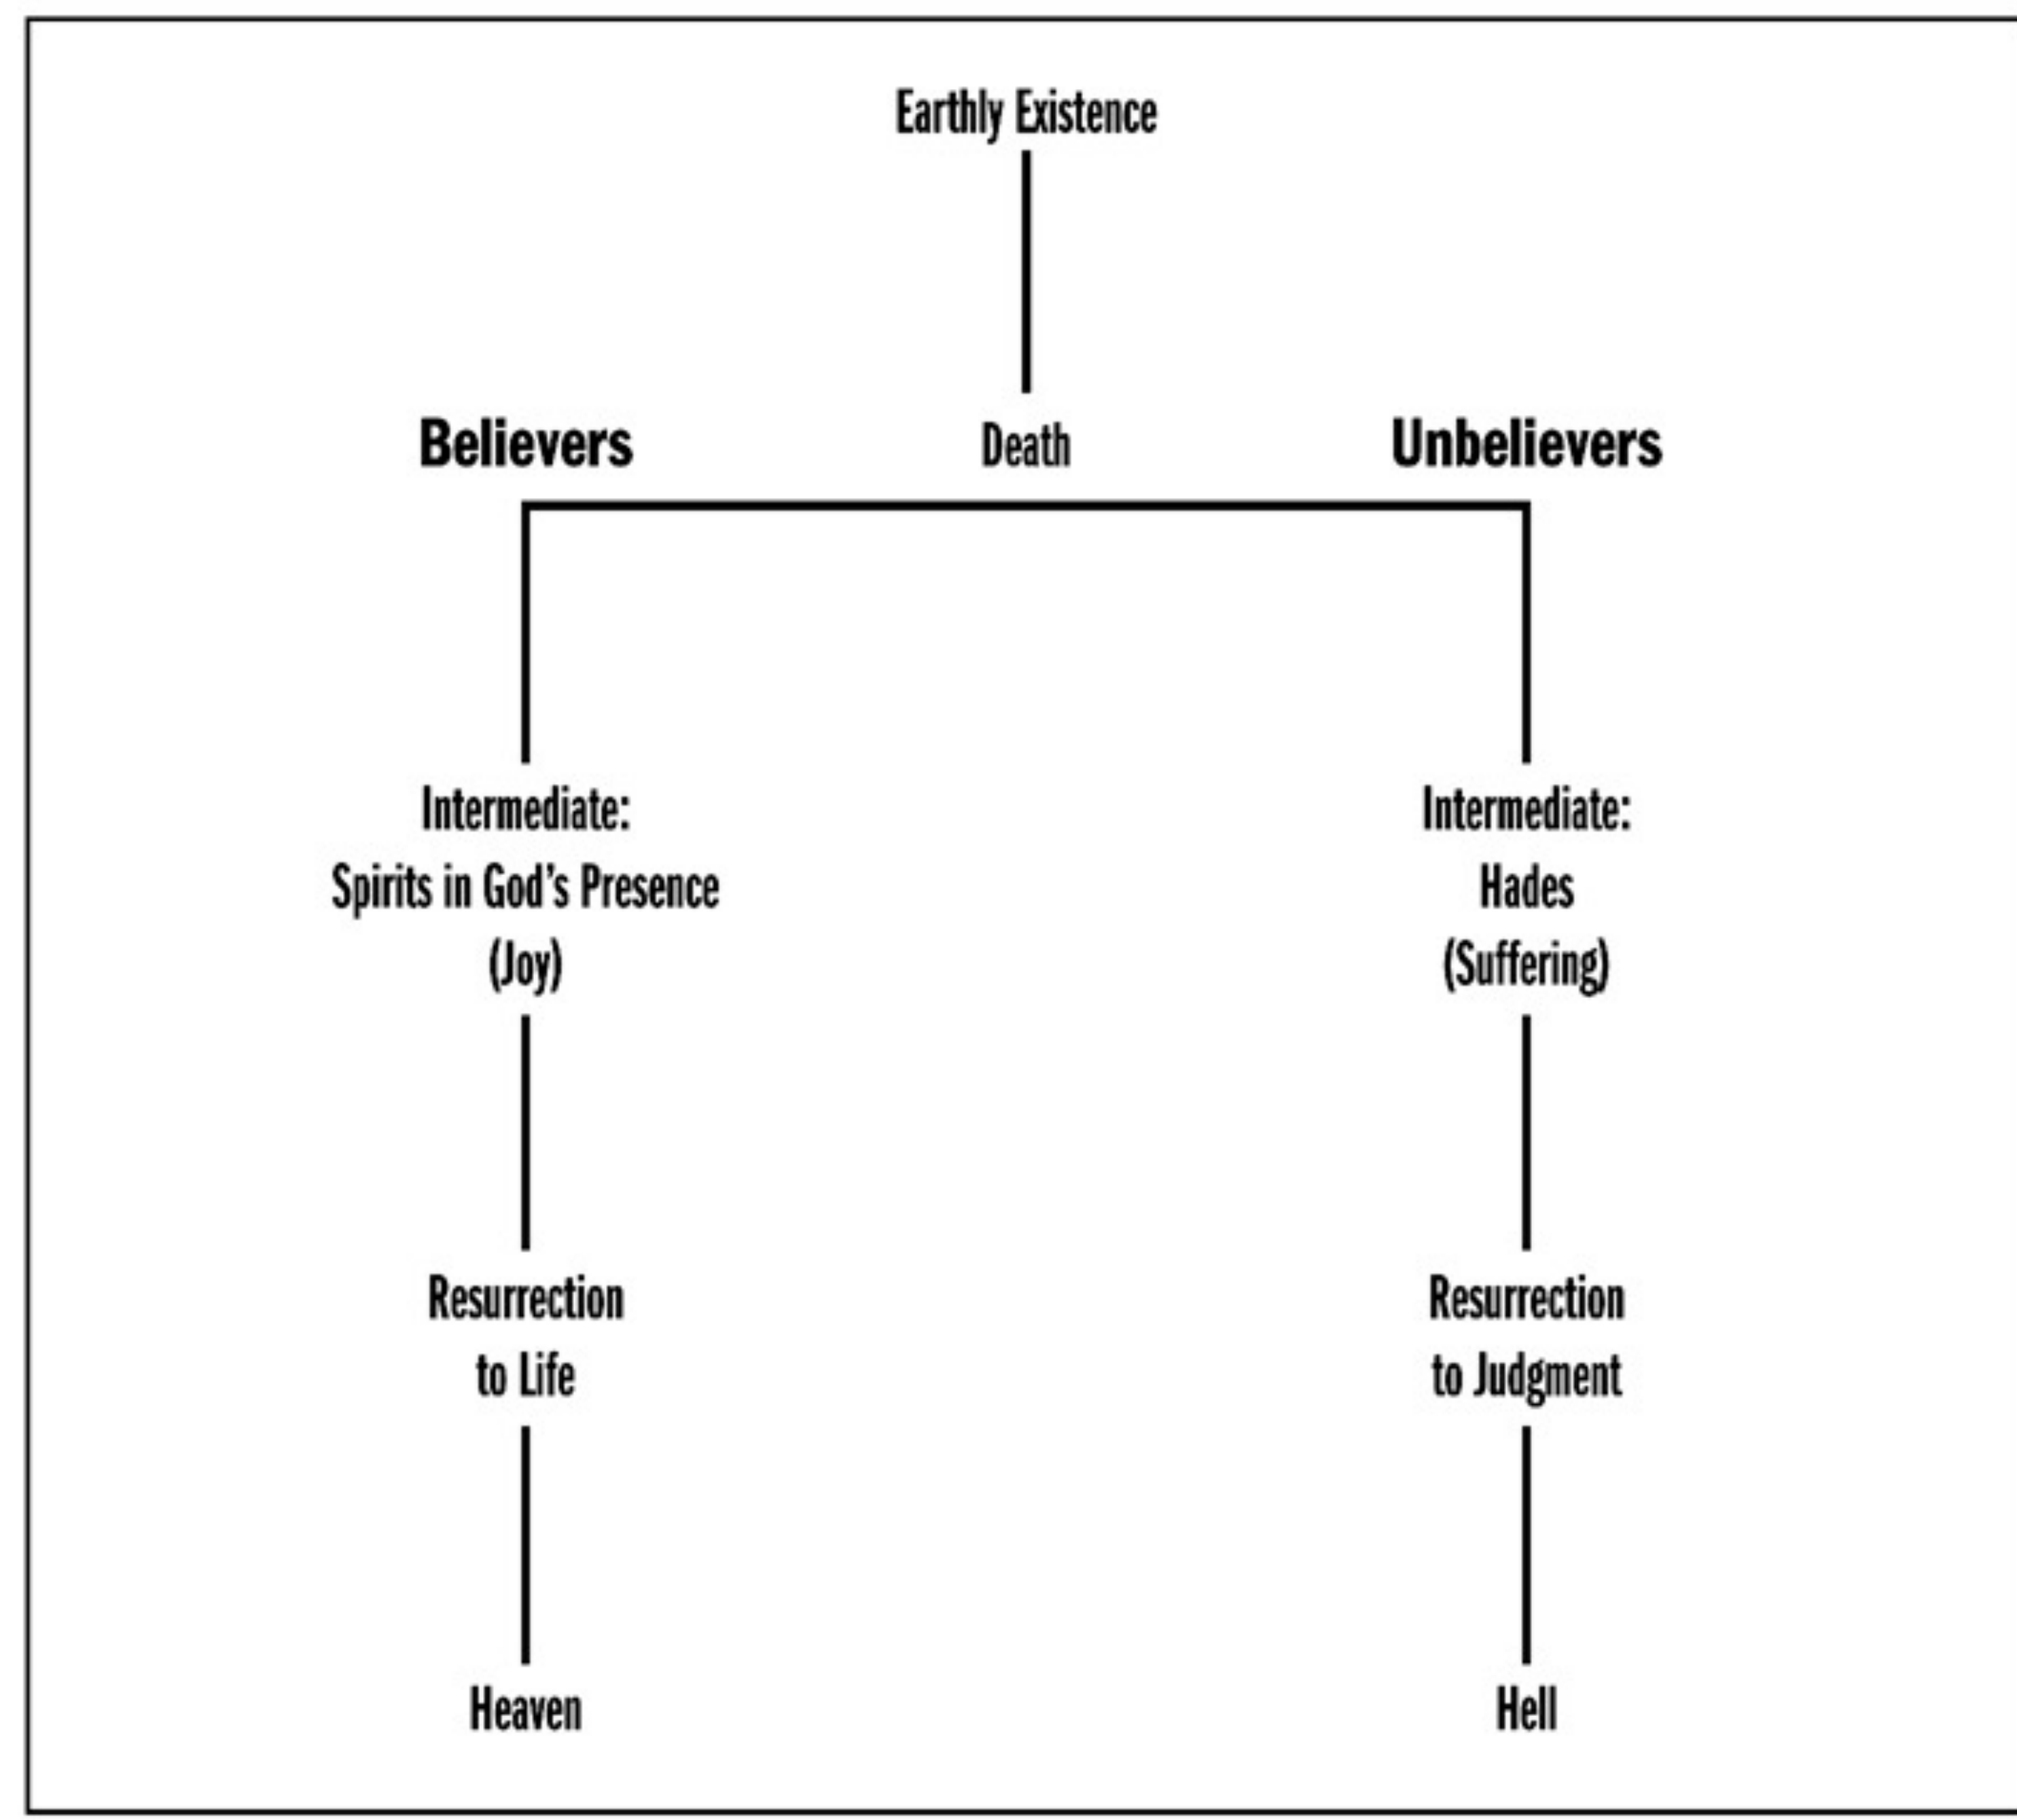 Earthly Existence
Believers
Death
Unbelievers
Intermediate:
Spirits in God’s Presence
(Joy)
Intermediate:
Hades
(Suffering)
Resurrection
to Life
Resurrection
to Judgment
Heaven
Hell